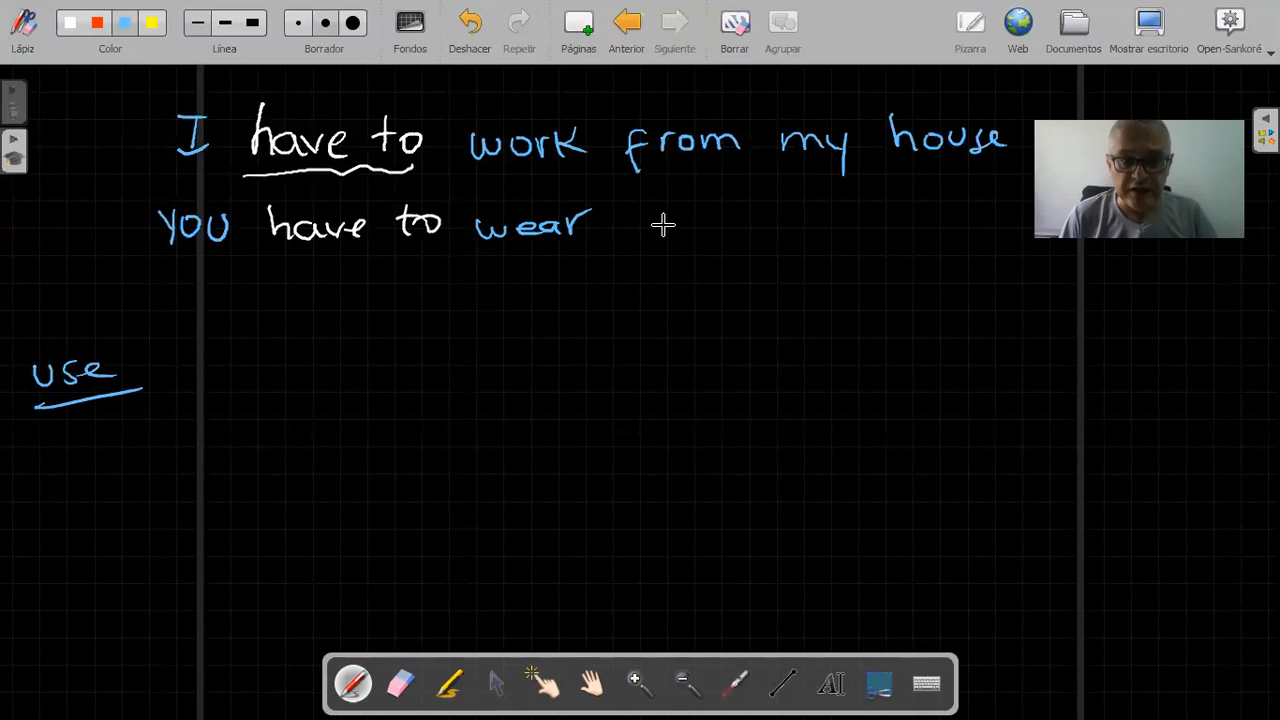 Lápiz Color Línea Borrador Fondos Deshacer Repetir Páginas Anterior Siguiente Borrar Agrupar Pizarra Web Documentos Mostrar escritorio Open-Sankoré
I have to work from my house
you have to wear
use
AI